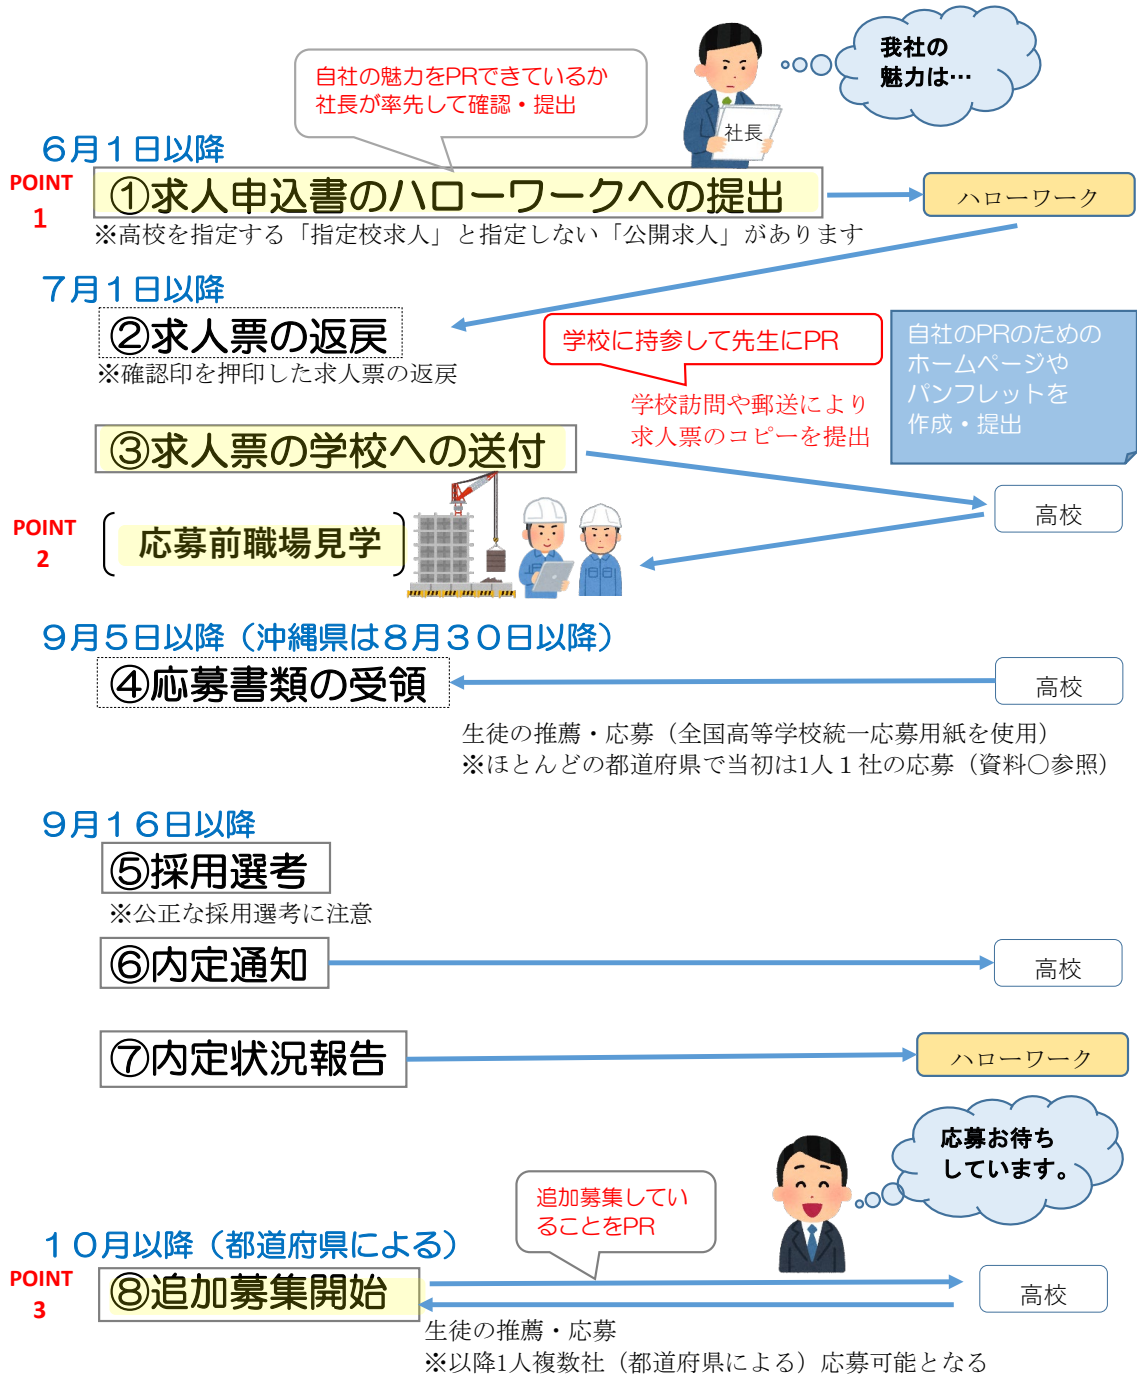 我社の
魅力は…
自社の魅力をPRできているか
社長が率先して確認・提出
社長
６月１日以降
POINT
1
①求人申込書のハローワークへの提出
ハローワーク
※高校を指定する「指定校求人」と指定しない「公開求人」があります
７月１日以降
②求人票の返戻
※確認印を押印した求人票の返戻
学校に持参して先生にPR
自社のPRのための
ホームページや
パンフレットを
作成・提出
学校訪問や郵送により
求人票のコピーを提出
③求人票の学校への送付
高校
POINT
2
応募前職場見学
９月５日以降（沖縄県は８月３０日以降）
④応募書類の受領
高校
生徒の推薦・応募（全国高等学校統一応募用紙を使用）
※ほとんどの都道府県で当初は1人１社の応募（資料○参照）
９月１６日以降
⑤採用選考
※公正な採用選考に注意
⑥内定通知
高校
⑦内定状況報告
ハローワーク
応募お待ち
しています。
追加募集してい
ることをPR
１０月以降（都道府県による）
POINT
3
⑧追加募集開始
高校
生徒の推薦・応募
※以降1人複数社（都道府県による）応募可能となる